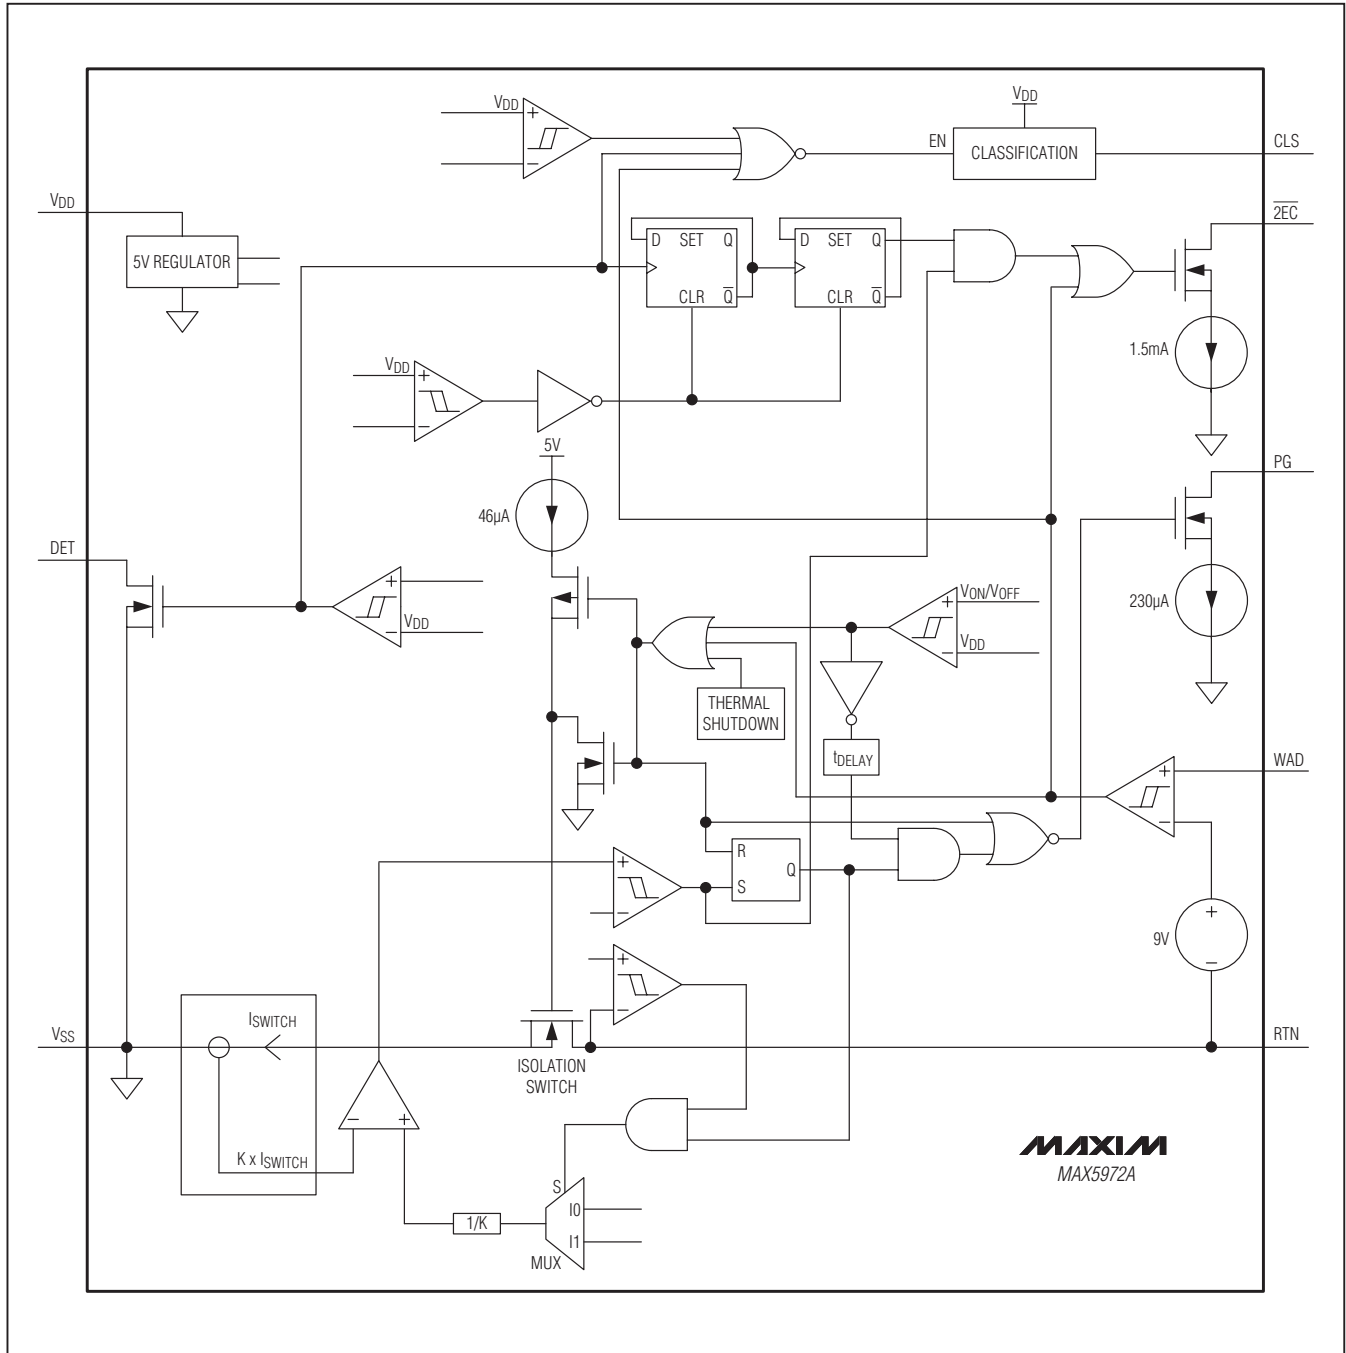 VDD
VDD
EN
CLASSIFICATION
CLS
VDD
5V REGULATOR
D SET Q
CLR Q̅
D SET Q
CLR Q̅
2̅E̅C̅
1.5mA
VDD
5V
46µA
PG
DET
VDD
VON/VOFF
VDD
230µA
THERMAL
SHUTDOWN
tDELAY
WAD
R
S
Q
9V
VSS
ISWITCH
ISOLATION
SWITCH
RTN
K x ISWITCH
1/K
S
I0
I1
MUX
MAXIM
MAX5972A